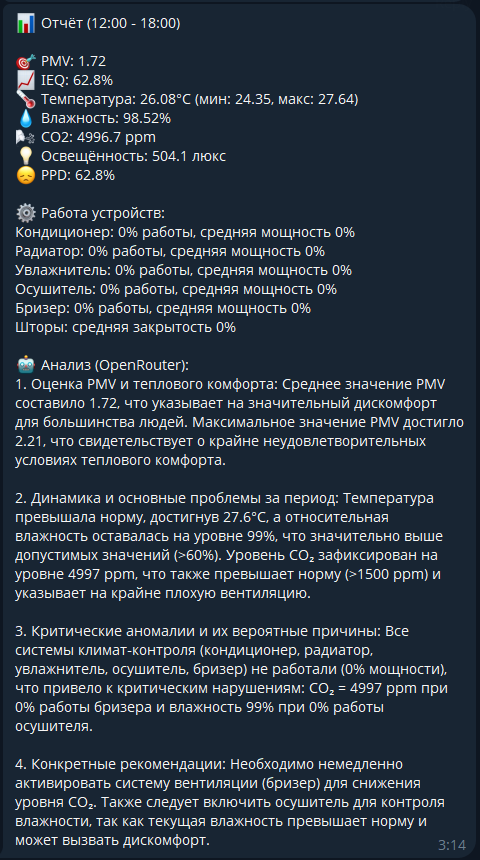 📊 Отчёт (12:00 - 18:00)
🎯 PMV: 1.72
📈 IEQ: 62.8%
🌡 Температура: 26.08°C (мин: 24.35, макс: 27.64)
💧 Влажность: 98.52%
🌬 CO2: 4996.7 ppm
💡 Освещённость: 504.1 люкс
😞 PPD: 62.8%
⚙️ Работа устройств:
Кондиционер: 0% работы, средняя мощность 0%
Радиатор: 0% работы, средняя мощность 0%
Увлажнитель: 0% работы, средняя мощность 0%
Осушитель: 0% работы, средняя мощность 0%
Бризер: 0% работы, средняя мощность 0%
Шторы: средняя закрытость 0%
🤖 Анализ (OpenRouter):
1. Оценка PMV и теплового комфорта: Среднее значение PMV
составило 1.72, что указывает на значительный дискомфорт
для большинства людей. Максимальное значение PMV достигло
2.21, что свидетельствует о крайне неудовлетворительных
условиях теплового комфорта.
2. Динамика и основные проблемы за период: Температура
превышала норму, достигнув 27.6°C, а относительная
влажность оставалась на уровне 99%, что значительно выше
допустимых значений (>60%). Уровень CO₂ зафиксирован на
уровне 4997 ppm, что также превышает норму (>1500 ppm) и
указывает на крайне плохую вентиляцию.
3. Критические аномалии и их вероятные причины: Все
системы климат-контроля (кондиционер, радиатор,
увлажнитель, осушитель, бризер) не работали (0% мощности),
что привело к критическим нарушениям: CO₂ = 4997 ppm при
0% работы бризера и влажность 99% при 0% работы
осушителя.
4. Конкретные рекомендации: Необходимо немедленно
активировать систему вентиляции (бризер) для снижения
уровня CO₂. Также следует включить осушитель для контроля
влажности, так как текущая влажность превышает норму и
может вызвать дискомфорт.
3:14